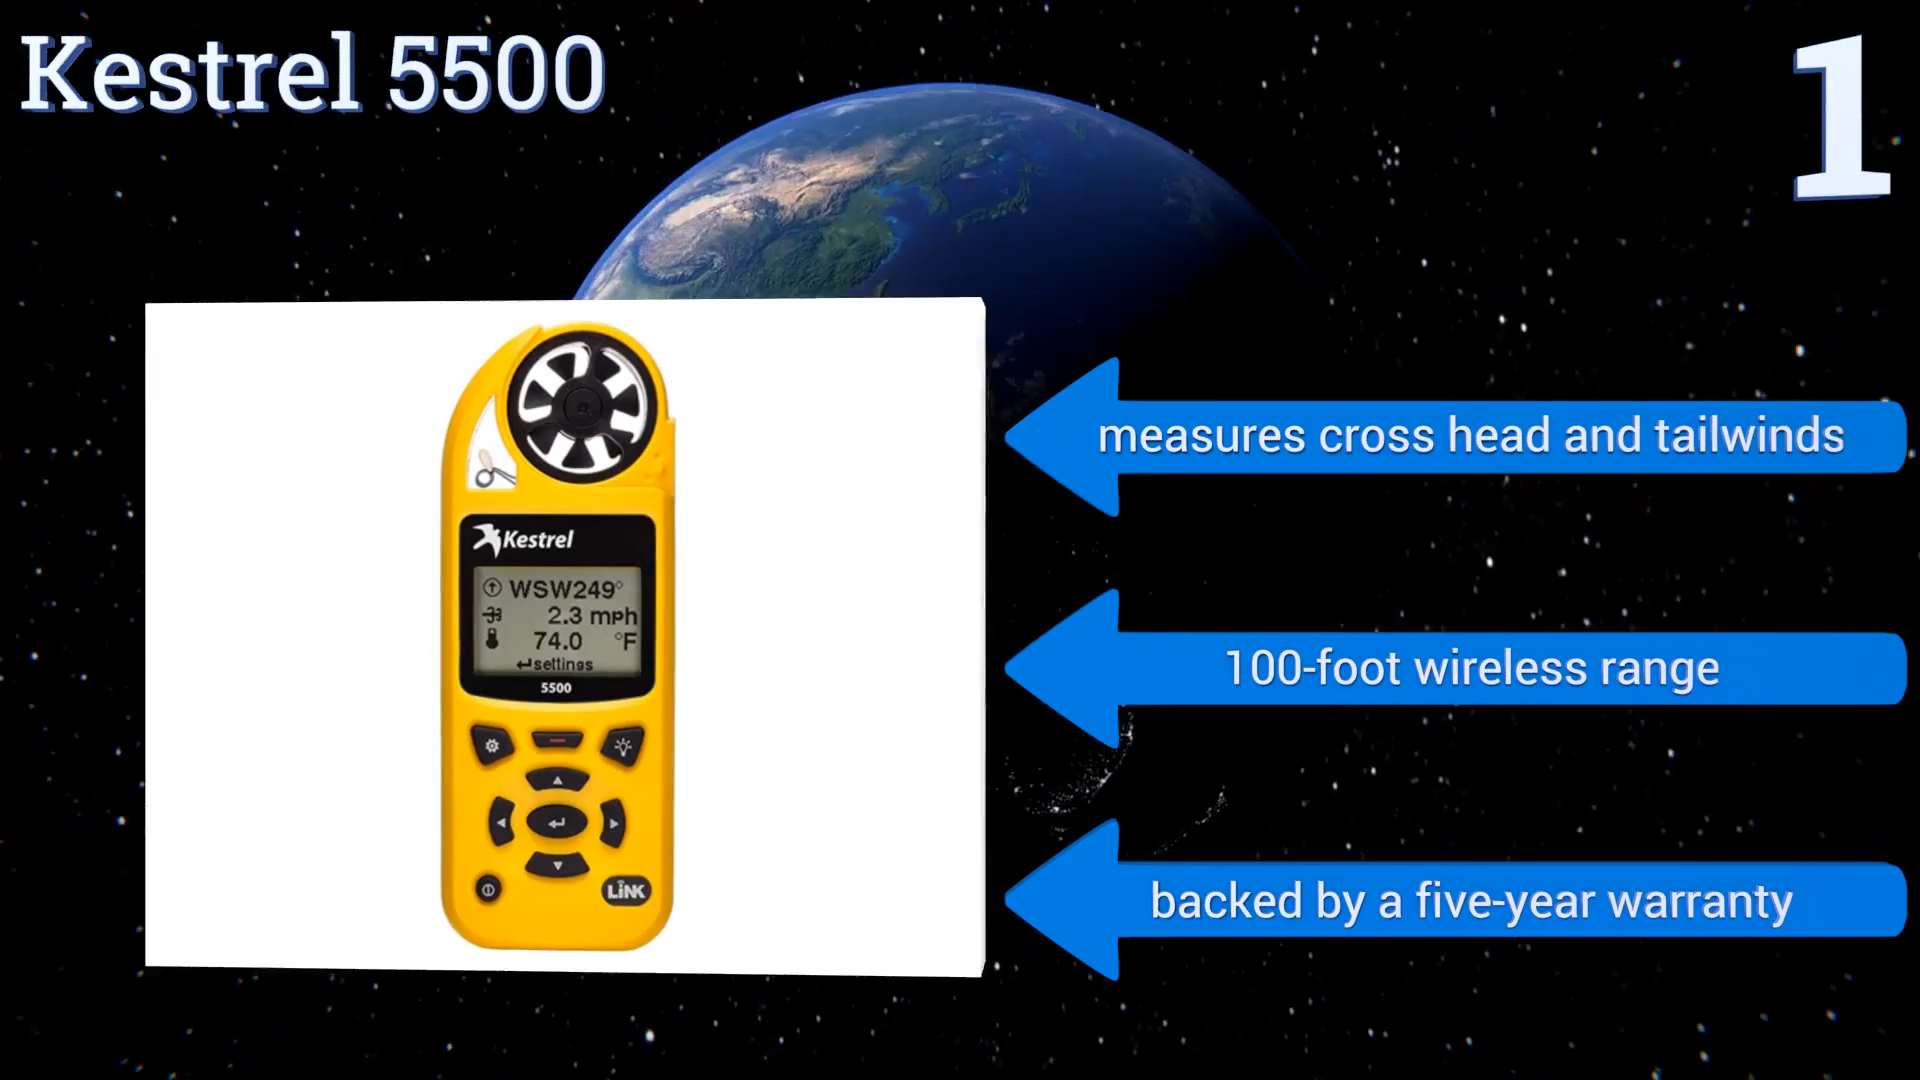 Kestrel 5500
1
measures cross head and tailwinds
Kestrel
WSW249°
2.3 mph
74.0 °F
settings
5500
100-foot wireless range
LiNK
backed by a five-year warranty